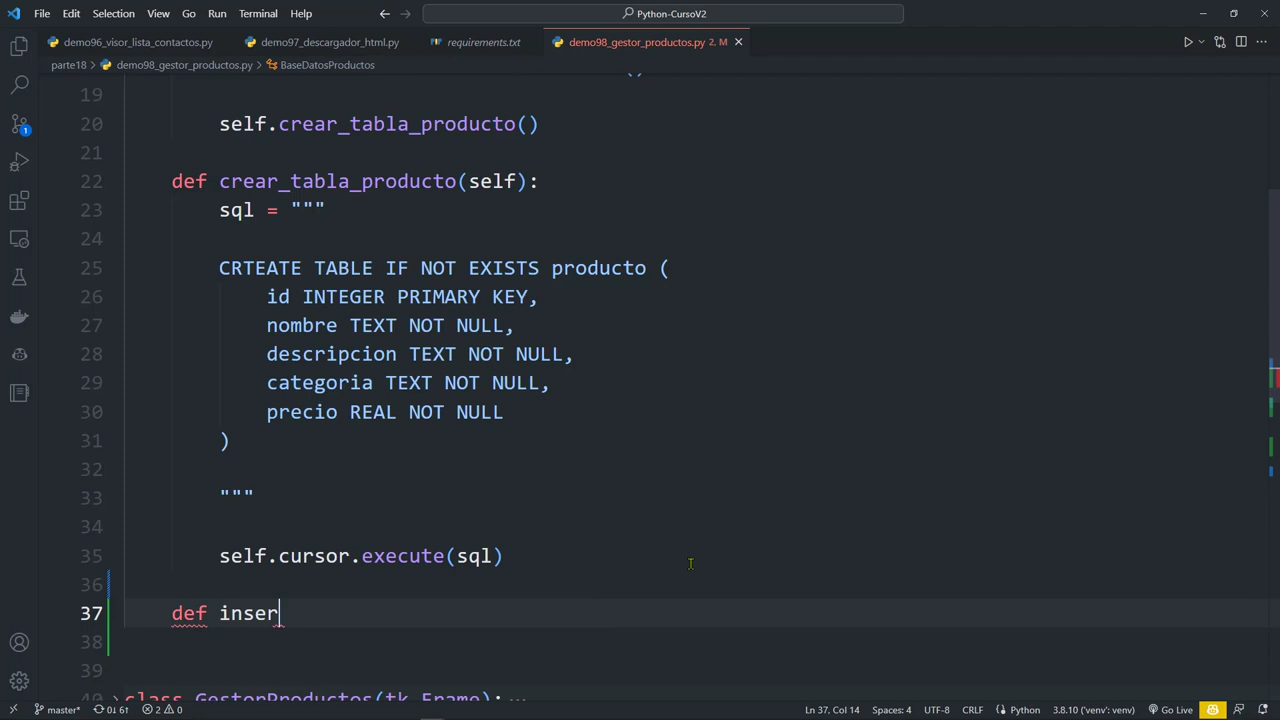 File Edit Selection View Go Run Terminal Help Python-CursoV2
demo96_visor_lista_contactos.py demo97_descargador_html.py requirements.txt demo98_gestor_productos.py 2, M
parte18 > demo98_gestor_productos.py > BaseDatosProductos
19
20 self.crear_tabla_producto()
21
22 def crear_tabla_producto(self):
23 sql = """
24
25 CRTEATE TABLE IF NOT EXISTS producto (
26 id INTEGER PRIMARY KEY,
27 nombre TEXT NOT NULL,
28 descripcion TEXT NOT NULL,
29 categoria TEXT NOT NULL,
30 precio REAL NOT NULL
31 )
32
33 """
34
35 self.cursor.execute(sql)
36
37 def inser
38
39
40 class GestorProductos(tk.Frame):…
1
master* 0↓ 6↑ 2 0 Ln 37, Col 14 Spaces: 4 UTF-8 CRLF Python 3.8.10 ('venv': venv) Go Live